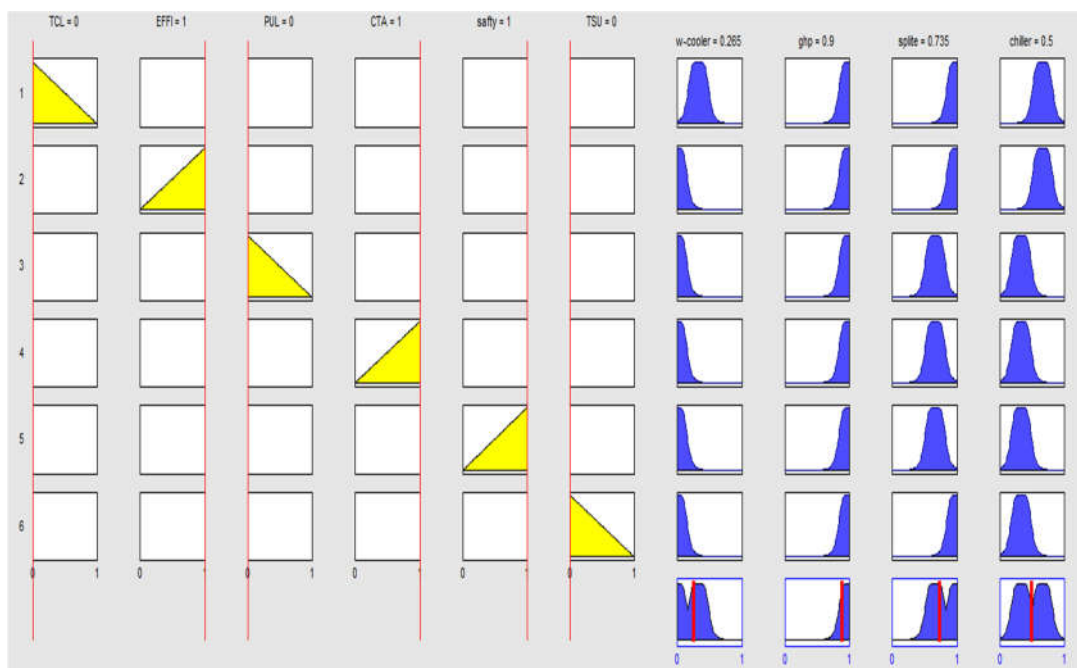 TCL = 0 EFFI = 1 PUL = 0 CTA = 1 safty = 1 TSU = 0
w-cooler = 0.265 ghp = 0.9 splite = 0.735 chiller = 0.5
1
2
3
4
5
6
0 1 0 1 0 1 0 1 0 1 0 1
0 1 0 1 0 1 0 1